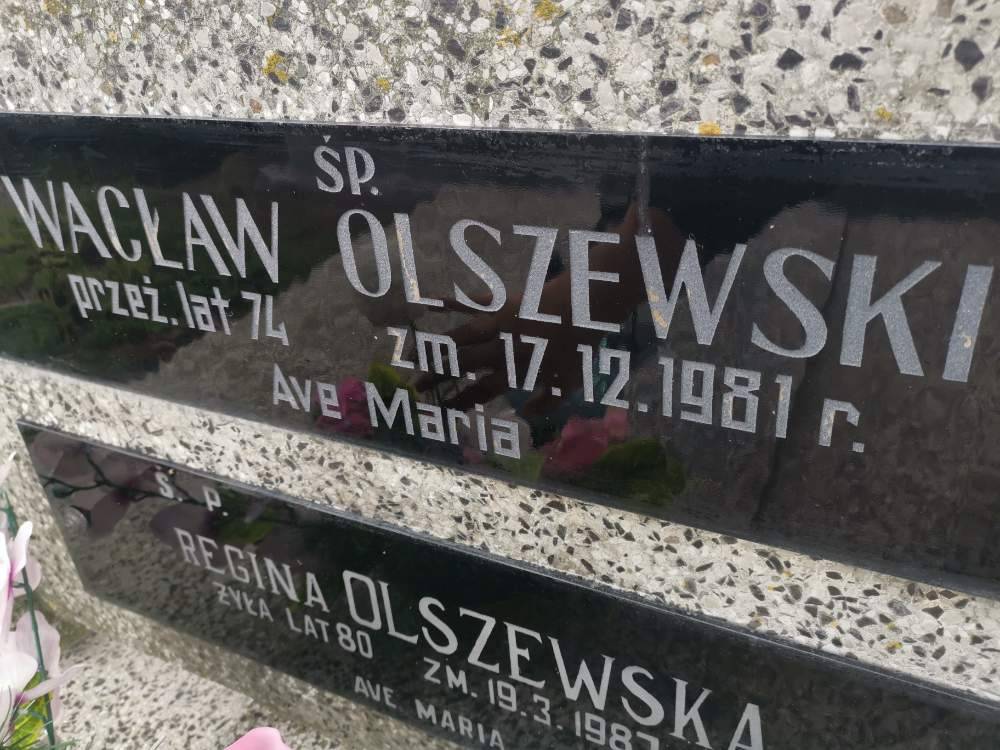 ŚP.
WACŁAW OLSZEWSKI
przeż. lat 74 zm. 17.12.1981 r.
Ave Maria
Ś. P.
REGINA OLSZEWSKA
ŻYŁA LAT 80 ZM. 19.3.1987
AVE MARIA